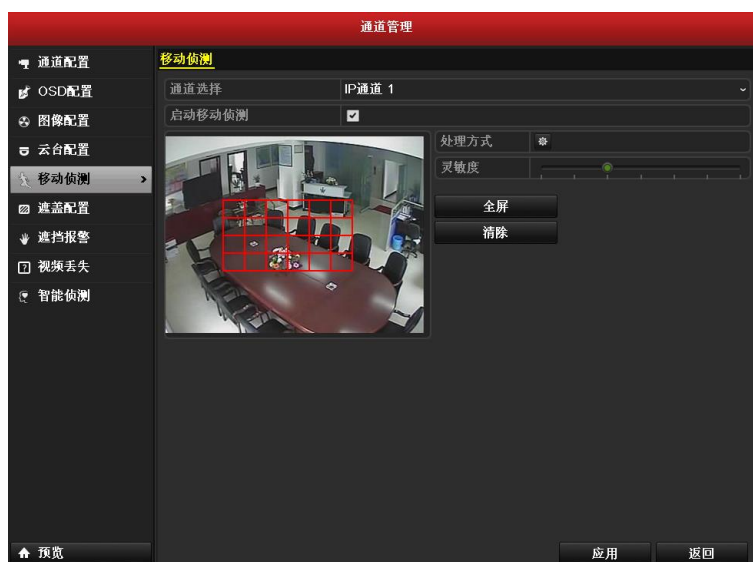 通道管理
通道配置
OSD配置
图像配置
云台配置
移动侦测
遮盖配置
遮挡报警
视频丢失
智能侦测
预览
移动侦测
通道选择 IP通道 1
启动移动侦测
处理方式
灵敏度
全屏
清除
应用 返回